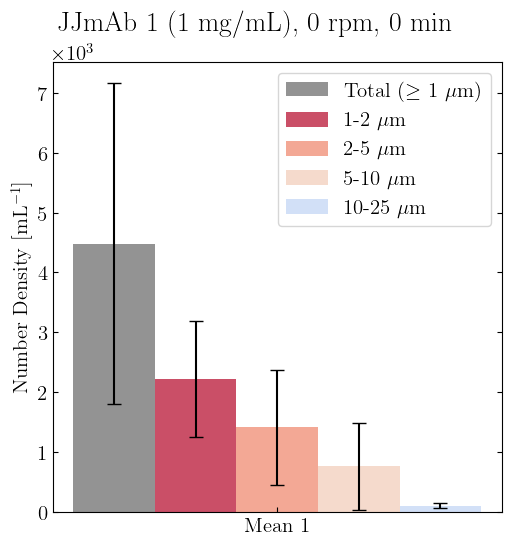 JJmAb 1 (1 mg/mL), 0 rpm, 0 min
×10³
Total (≥ 1 μm)
1-2 μm
2-5 μm
5-10 μm
10-25 μm
Number Density [mL⁻¹]
7
6
5
4
3
2
1
0
Mean 1